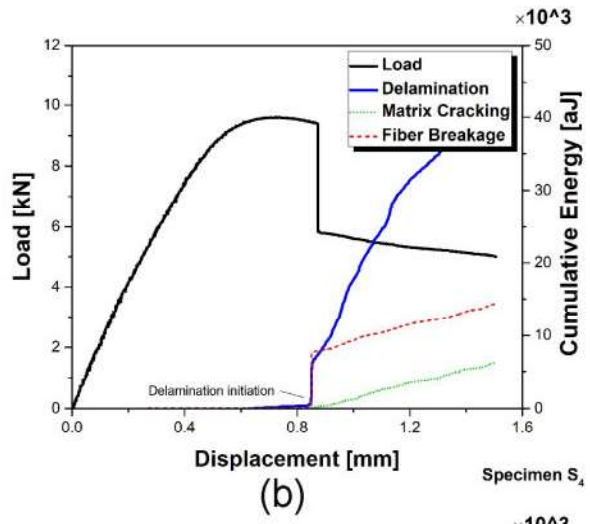 ×10^3
12
10
8
6
4
2
0
Load [kN]
50
40
30
20
10
0
Cumulative Energy [aJ]
Load
Delamination
Matrix Cracking
Fiber Breakage
Delamination initiation
0.0
0.4
0.8
1.2
1.6
Displacement [mm]
Specimen S4
(b)